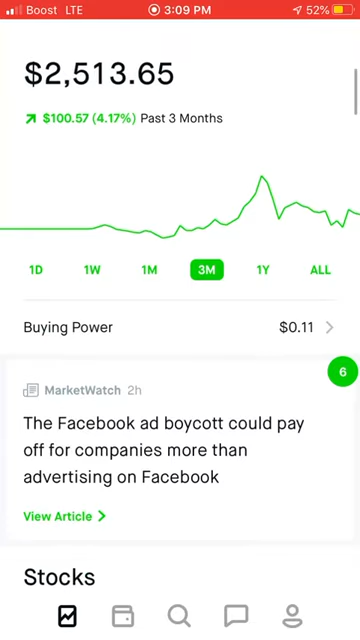 Boost LTE 3:09 PM 52%
$2,513.65
$100.57 (4.17%) Past 3 Months
1D 1W 1M 3M 1Y ALL
Buying Power $0.11
6
MarketWatch 2h
The Facebook ad boycott could pay
off for companies more than
advertising on Facebook
View Article
Stocks